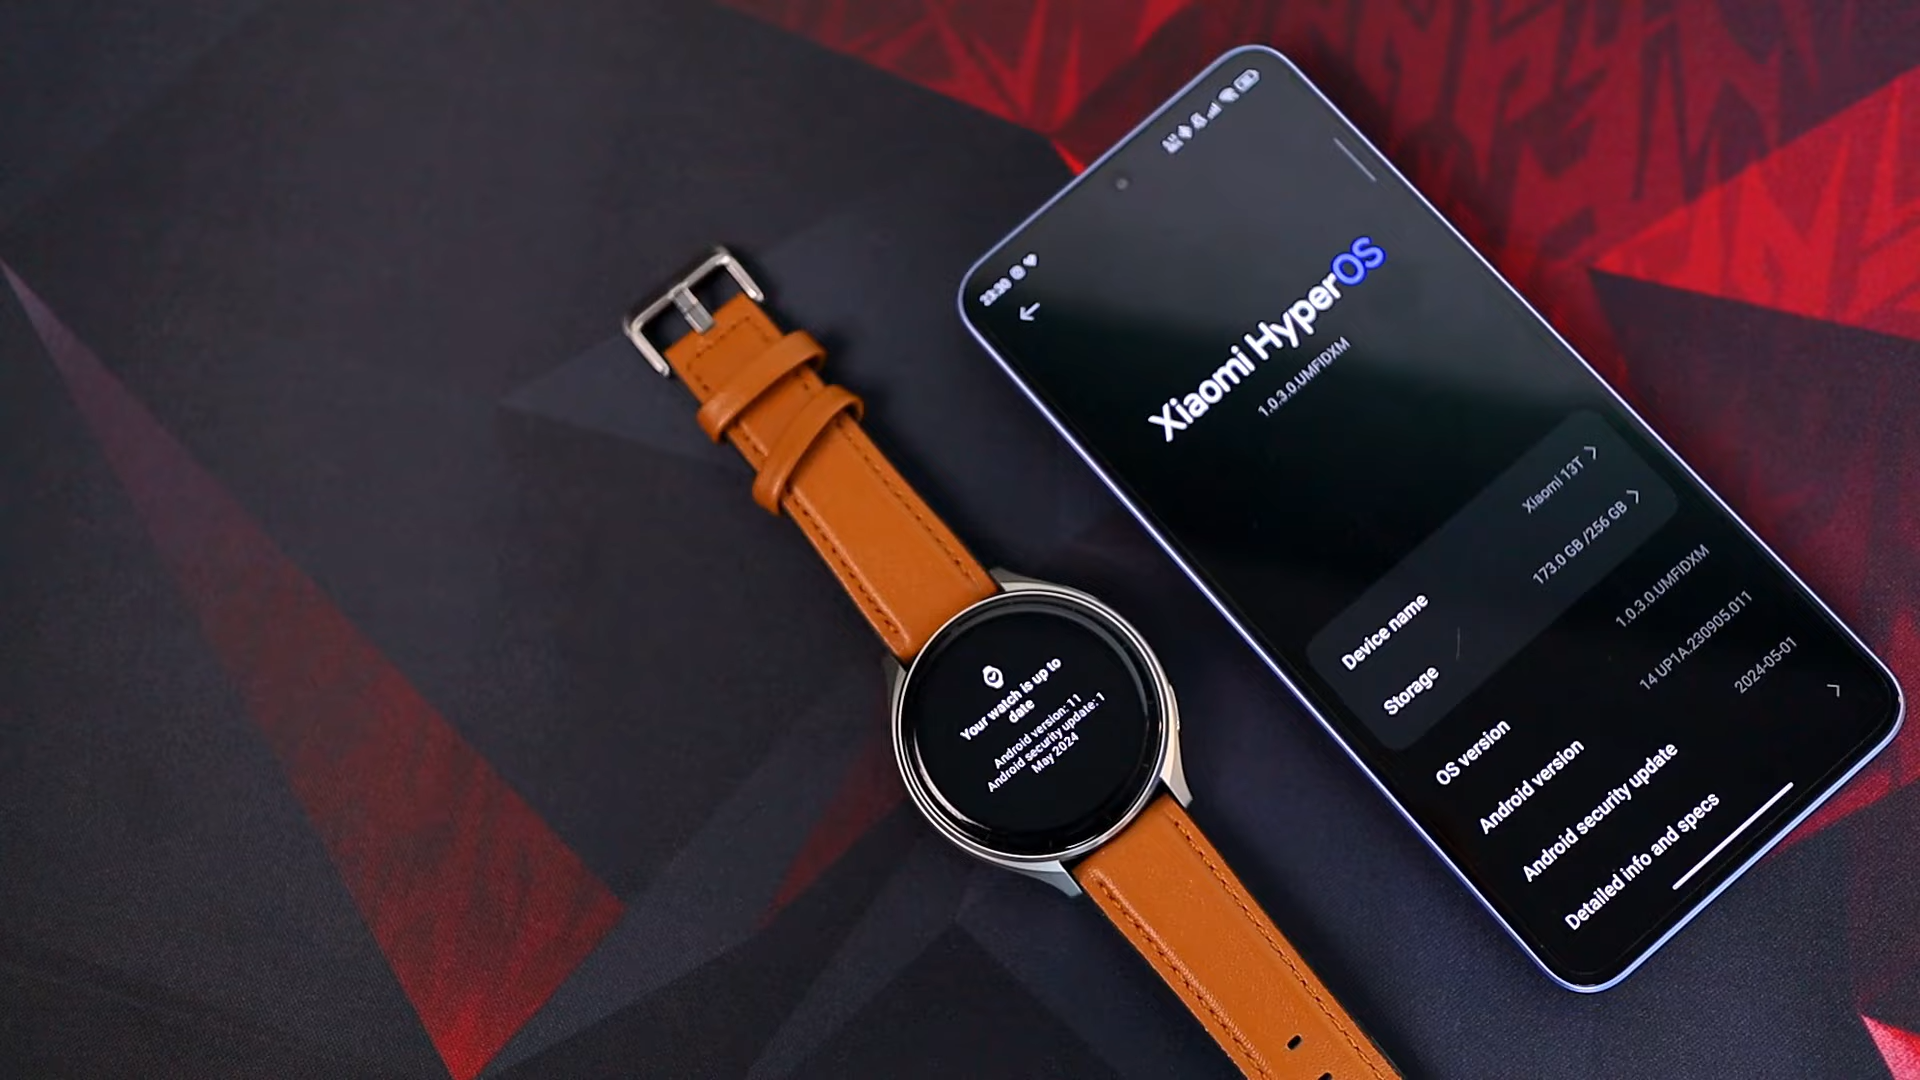 Your watch is up to
date
Android version: 11
Android security update: 1
May 2024
23:30
Xiaomi HyperOS
1.0.3.0.UMFIDXM
Device name Xiaomi 13T
Storage 173.0 GB /256 GB
OS version 1.0.3.0.UMFIDXM
Android version 14 UP1A.230905.011
Android security update 2024-05-01
Detailed info and specs